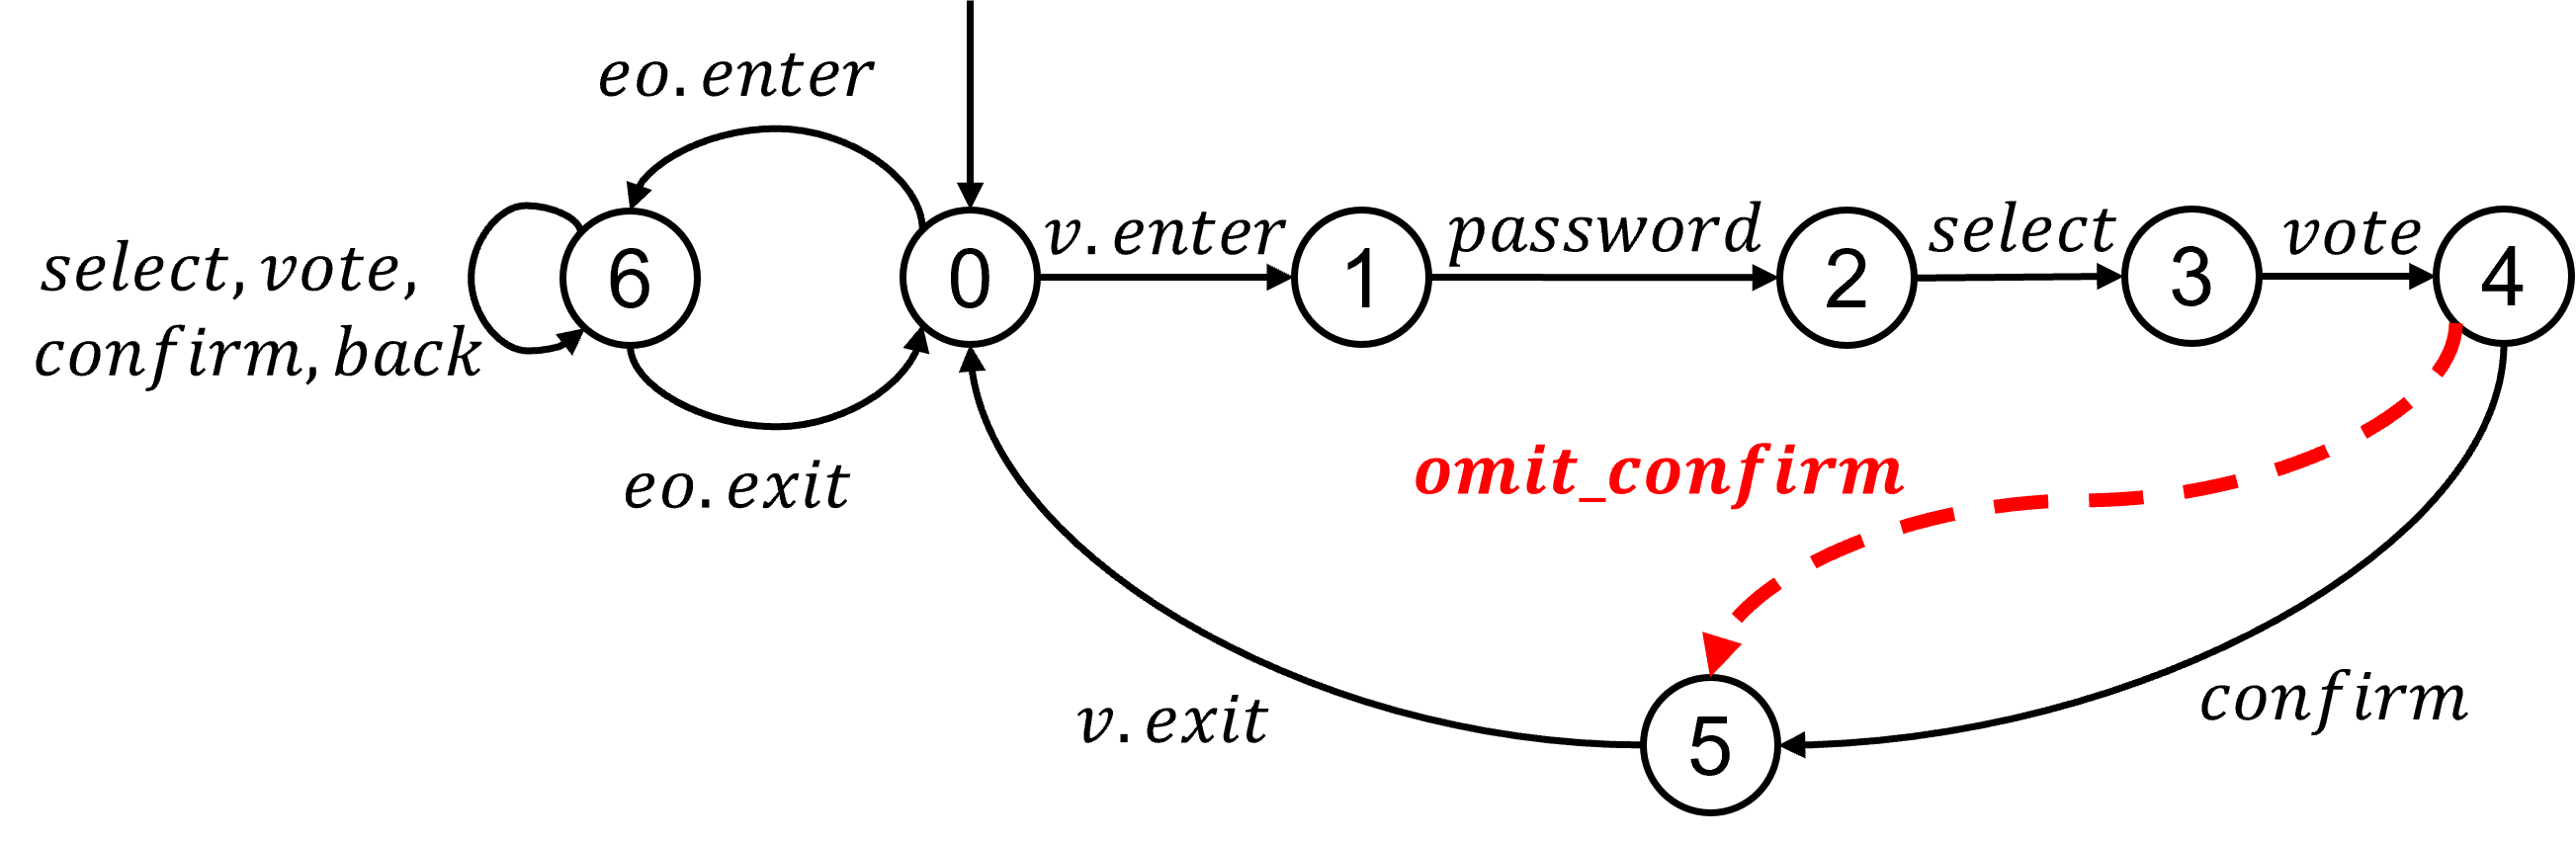 eo.enter
v.enter
password
select
vote
6
0
1
2
3
4
select, vote,
confirm, back
eo.exit
omit_confirm
v.exit
5
confirm